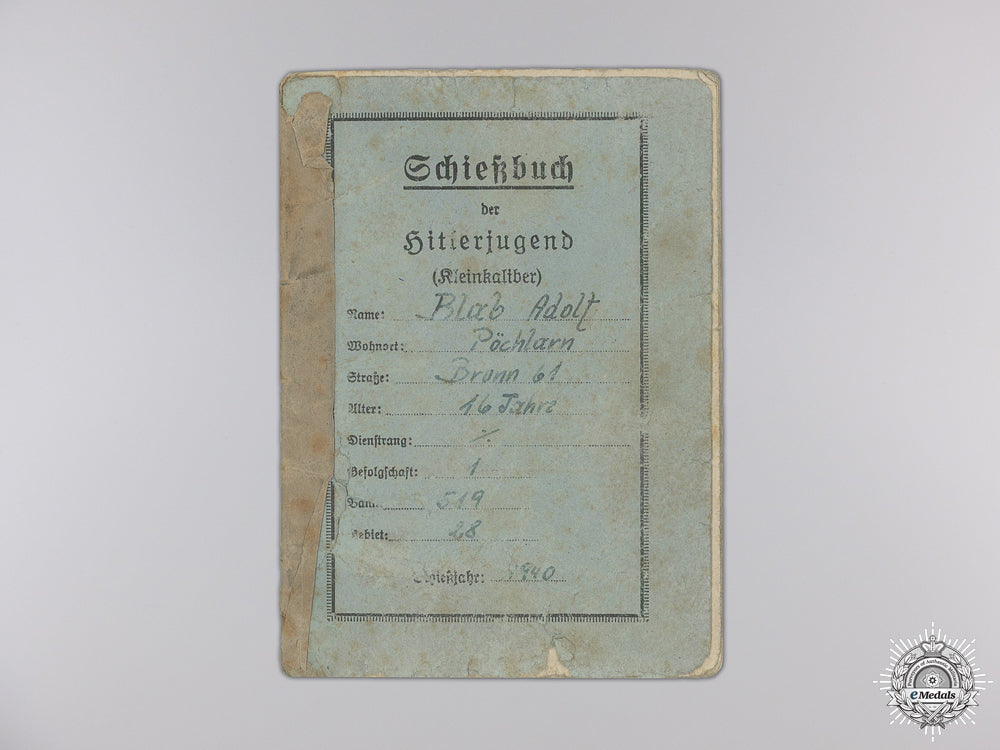 Schießbuch
der
Hitlerjugend
(Kleinkaliber)
Name: Blab Adolf
Wohnort: Pöchlarn
Straße: Brunn 61
Alter: 16 Jahre
Dienstrang: ./.
Gefolgschaft: 1
Bann 519
Gebiet: 28
Schießjahr: 1940
eMedals